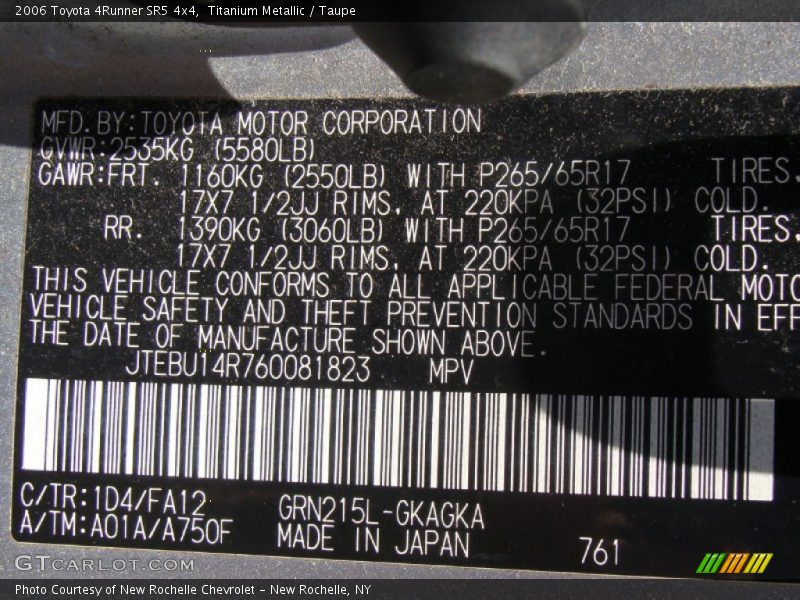 2006 Toyota 4Runner SR5 4x4, Titanium Metallic / Taupe
MFD.BY:TOYOTA MOTOR CORPORATION
GVWR:2535KG (5580LB)
GAWR:FRT. 1160KG (2550LB) WITH P265/65R17 TIRES.
17X7 1/2JJ RIMS, AT 220KPA (32PSI) COLD.
RR. 1390KG (3060LB) WITH P265/65R17 TIRES.
17X7 1/2JJ RIMS, AT 220KPA (32PSI) COLD.
THIS VEHICLE CONFORMS TO ALL APPLICABLE FEDERAL MOTO
VEHICLE SAFETY AND THEFT PREVENTION STANDARDS IN EFF
THE DATE OF MANUFACTURE SHOWN ABOVE.
JTEBU14R760081823 MPV
C/TR:1D4/FA12 GRN215L-GKAGKA
A/TM:A01A/A750F MADE IN JAPAN 761
GTCARLOT.COM
Photo Courtesy of New Rochelle Chevrolet - New Rochelle, NY